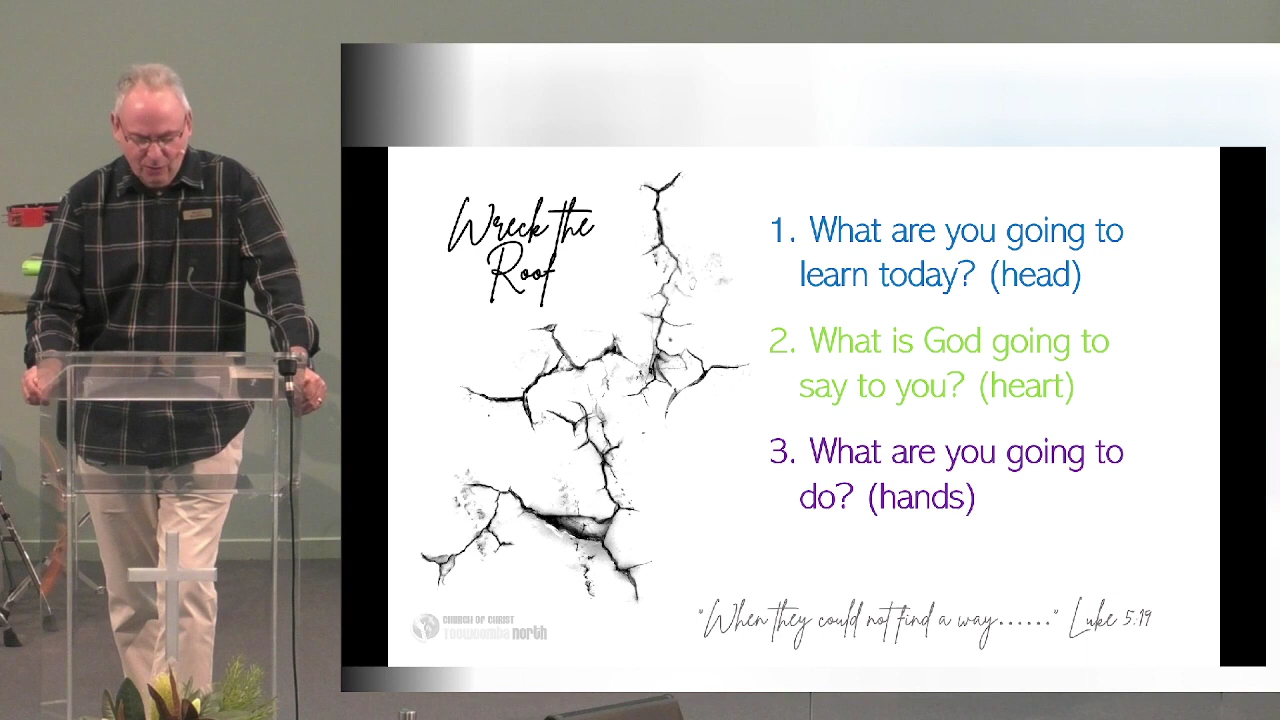 Wreck the
Roof
1. What are you going to
learn today? (head)
2. What is God going to
say to you? (heart)
3. What are you going to
do? (hands)
CHURCH OF CHRIST
TOOWOOMBA NORTH
"When they could not find a way......" Luke 5:19